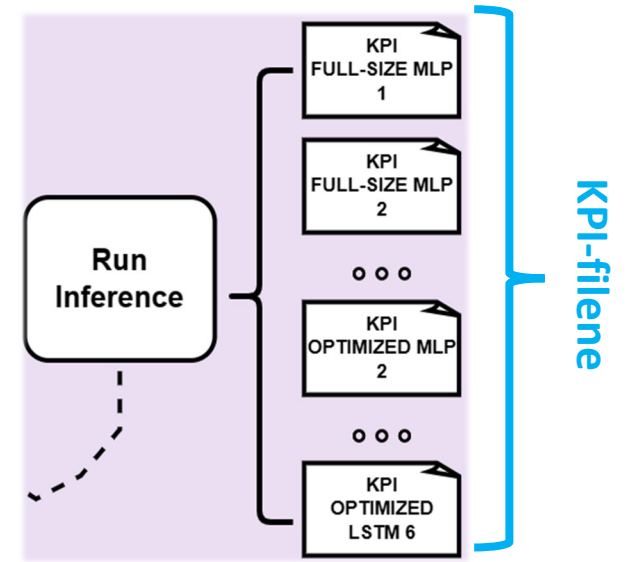 Run
Inference
KPI
FULL-SIZE MLP
1
KPI
FULL-SIZE MLP
2
KPI
OPTIMIZED MLP
2
KPI
OPTIMIZED
LSTM 6
KPI-filene